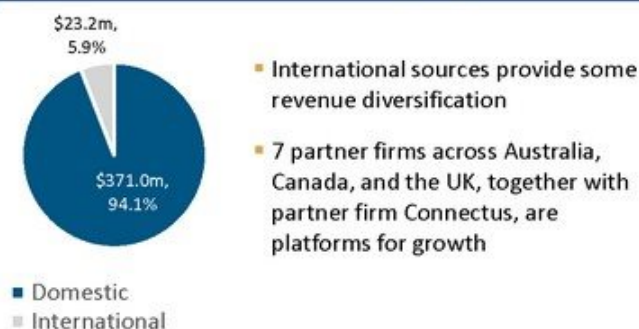 $23.2m,
5.9%
$371.0m,
94.1%
Domestic
International
International sources provide some
revenue diversification
7 partner firms across Australia,
Canada, and the UK, together with
partner firm Connectus, are
platforms for growth